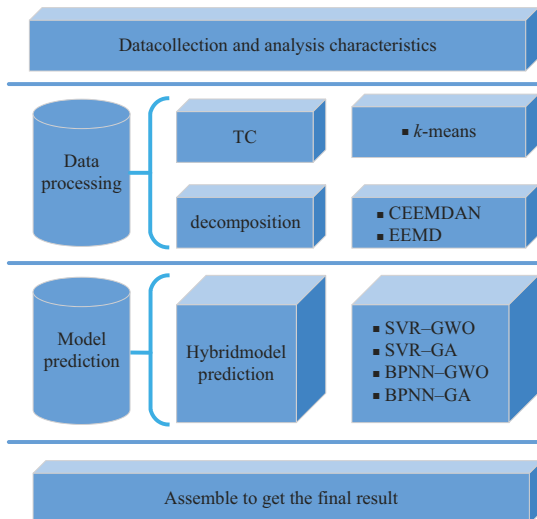 Datacollection and analysis characteristics
Data
processing
TC
▪ k-means
decomposition
▪ CEEMDAN
▪ EEMD
Model
prediction
Hybridmodel
prediction
▪ SVR–GWO
▪ SVR–GA
▪ BPNN–GWO
▪ BPNN–GA
Assemble to get the final result